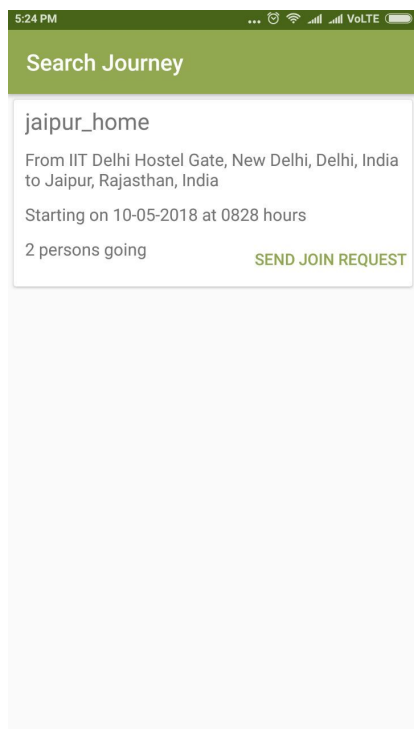 5:24 PM ... VoLTE
Search Journey
jaipur_home
From IIT Delhi Hostel Gate, New Delhi, Delhi, India
to Jaipur, Rajasthan, India
Starting on 10-05-2018 at 0828 hours
2 persons going
SEND JOIN REQUEST